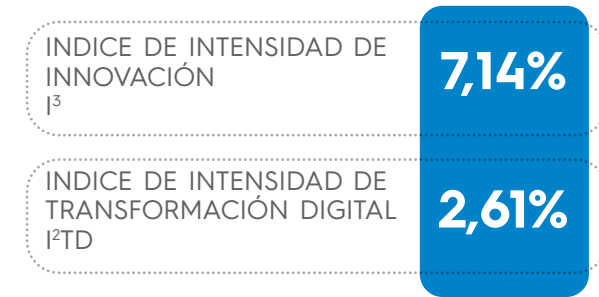 INDICE DE INTENSIDAD DE
INNOVACIÓN
I³
7,14%
INDICE DE INTENSIDAD DE
TRANSFORMACIÓN DIGITAL
I²TD
2,61%